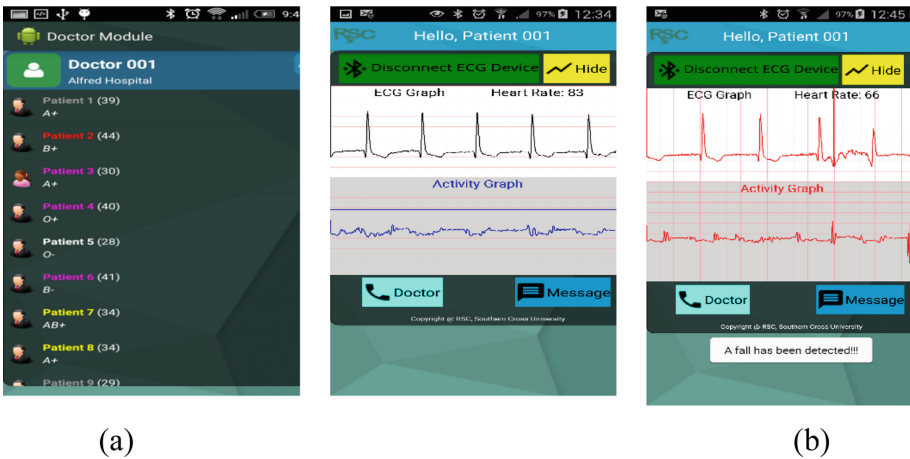 9:4
Doctor Module
Doctor 001
Alfred Hospital
Patient 1 (39)
A+
Patient 2 (44)
B+
Patient 3 (30)
A+
Patient 4 (40)
O+
Patient 5 (28)
O-
Patient 6 (41)
B-
Patient 7 (34)
AB+
Patient 8 (34)
A+
Patient 9 (29)
(a)
97% 12:34
RSC Hello, Patient 001
Disconnect ECG Device Hide
ECG Graph Heart Rate: 83
Activity Graph
Doctor Message
Copyright @ RSC, Southern Cross University
97% 12:45
RSC Hello, Patient 001
Disconnect ECG Device Hide
ECG Graph Heart Rate: 66
Activity Graph
Doctor Message
Copyright @ RSC, Southern Cross University
A fall has been detected!!!
(b)